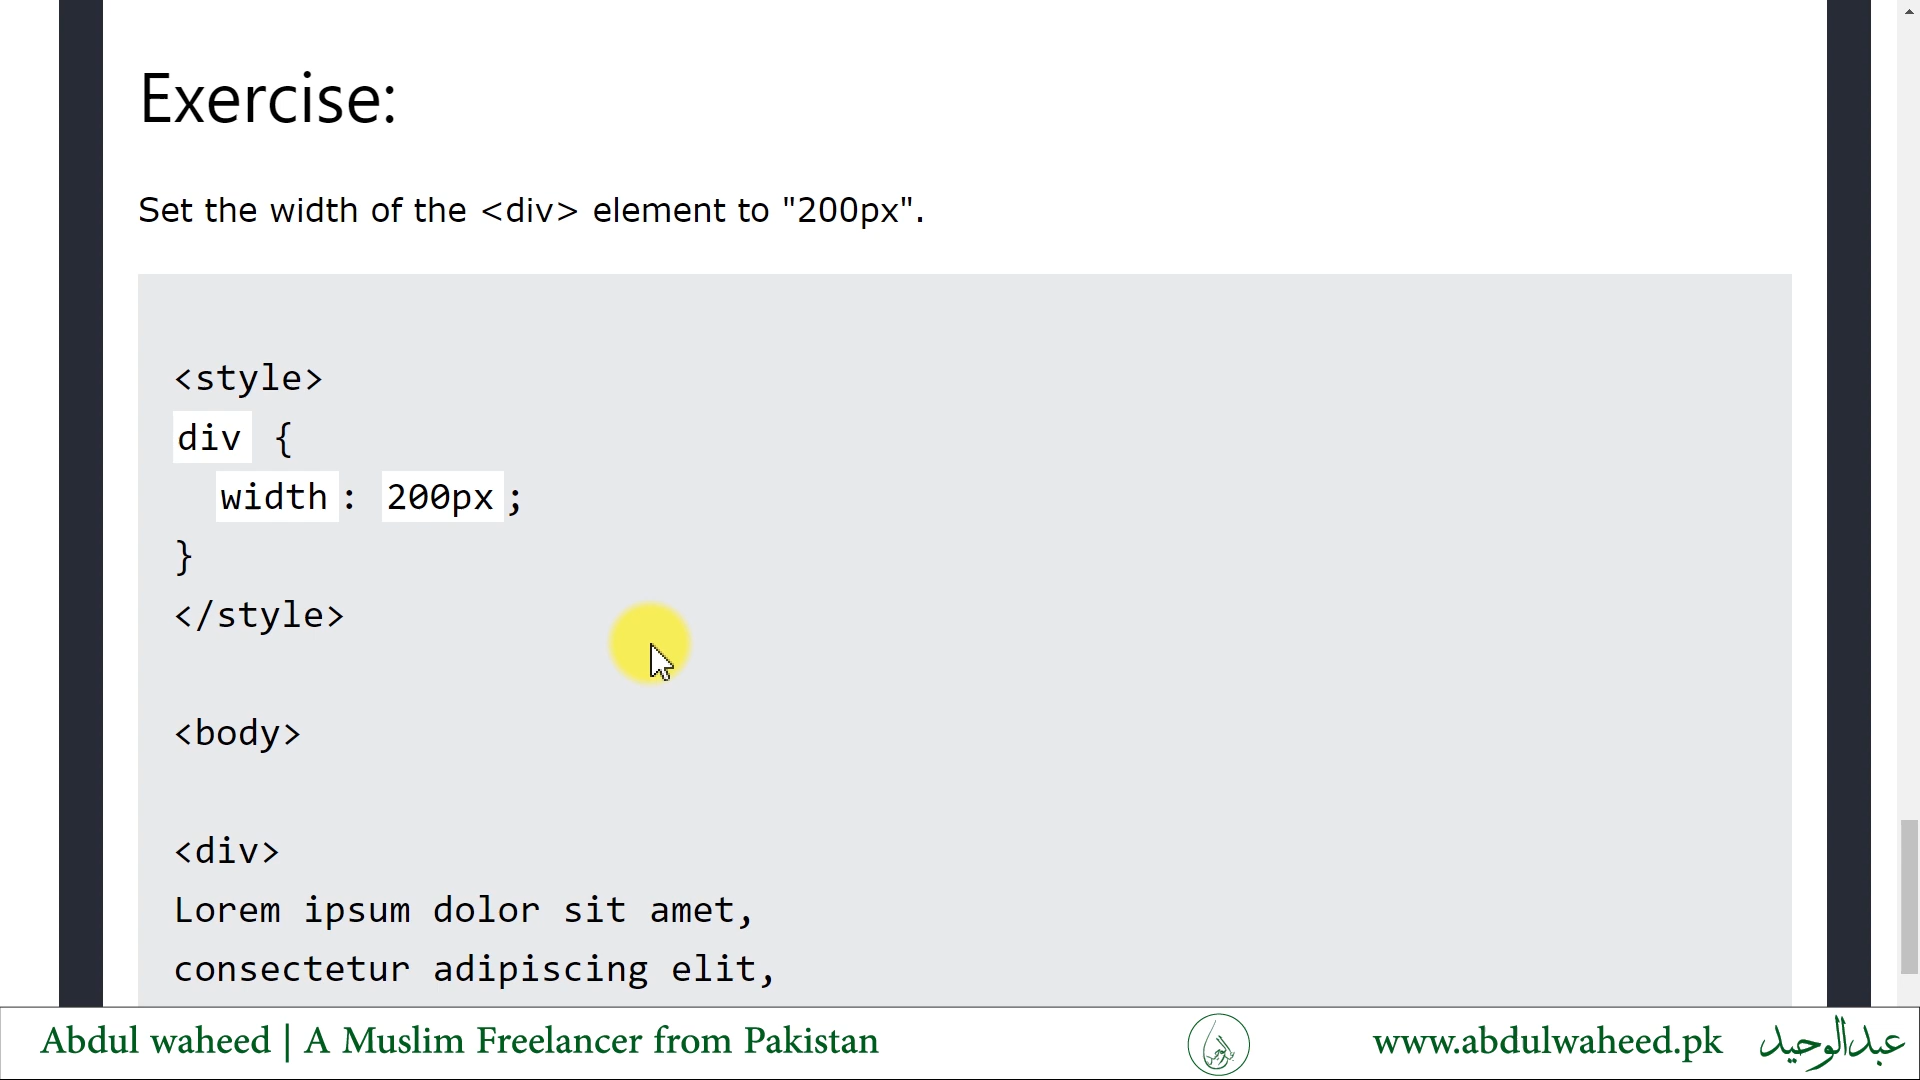 Exercise:
Set the width of the <div> element to "200px".
<style>
div {
  width: 200px;
}
</style>
<body>
<div>
Lorem ipsum dolor sit amet,
consectetur adipiscing elit,
Abdul waheed | A Muslim Freelancer from Pakistan
www.abdulwaheed.pk عبدالوحید